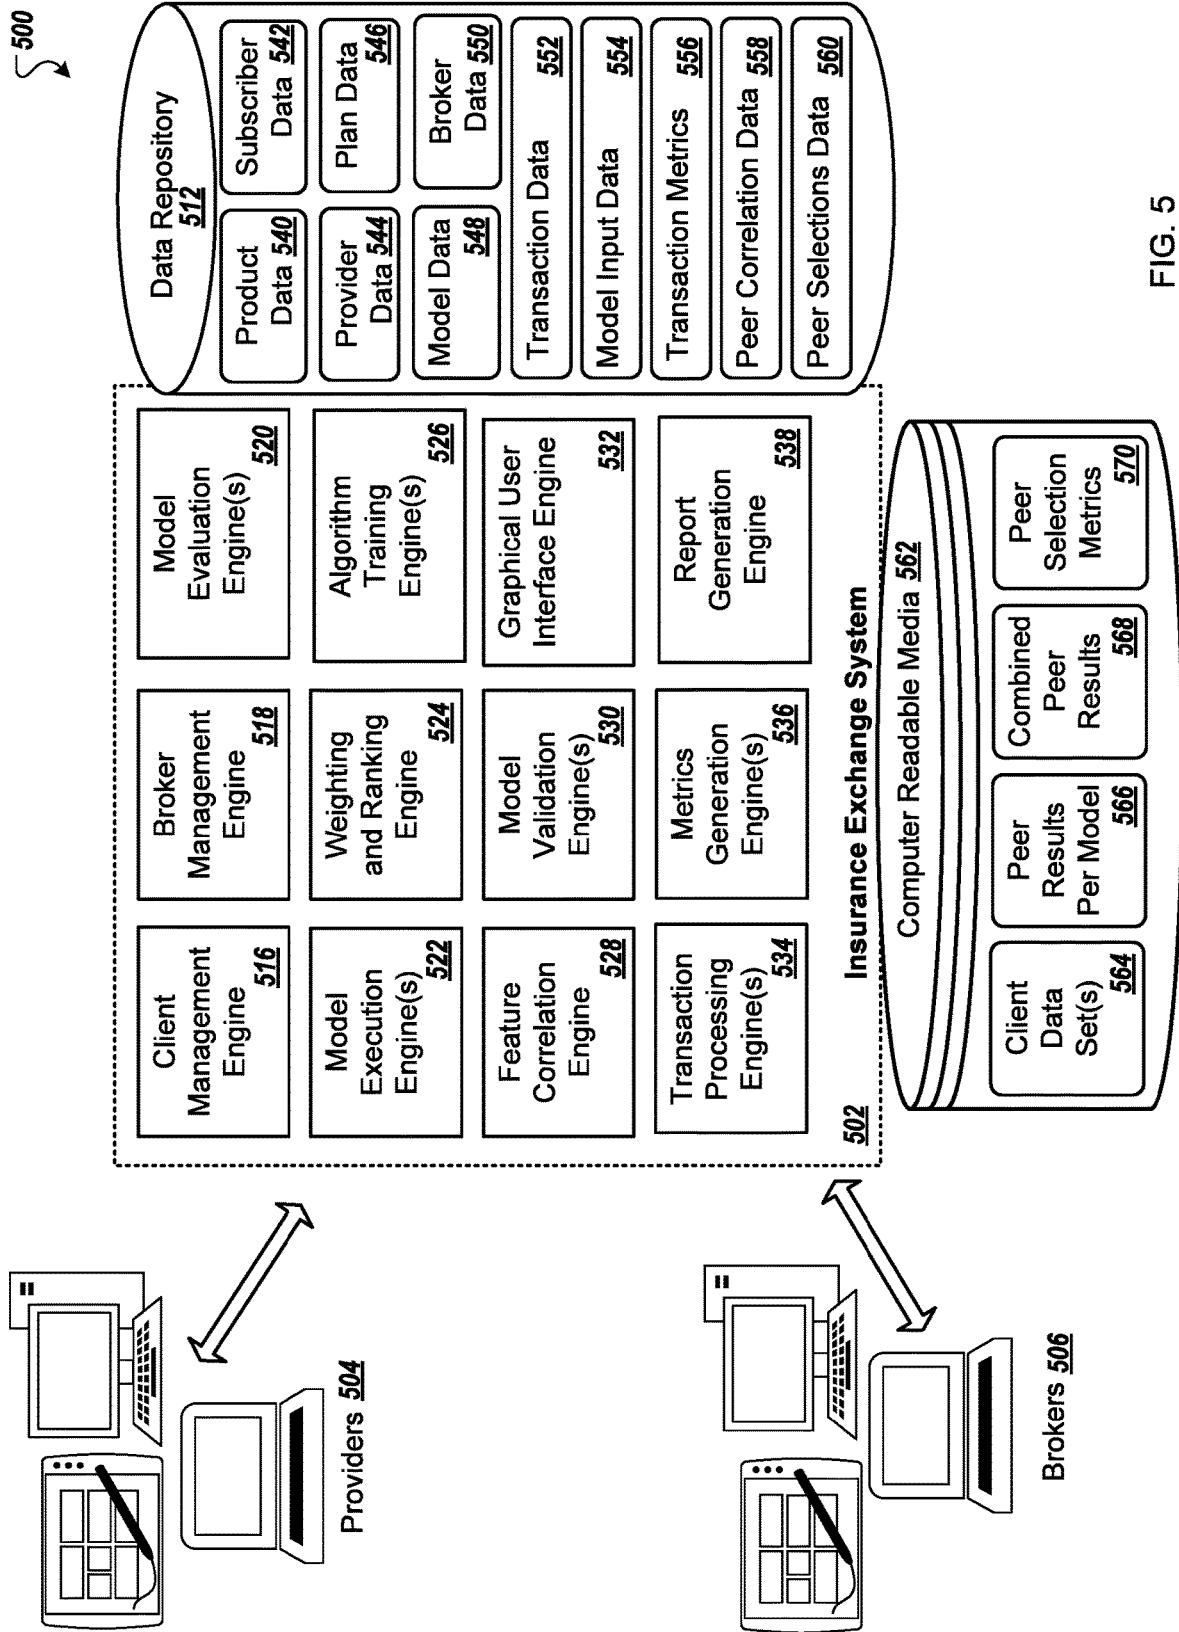 500
Providers 504
Brokers 506
Client
Management
Engine
516
Broker
Management
Engine
518
Model
Evaluation
Engine(s)
520
Model
Execution
Engine(s)
522
Weighting
and Ranking
Engine
524
Algorithm
Training
Engine(s)
526
Feature
Correlation
Engine
528
Model
Validation
Engine(s)
530
Graphical User
Interface Engine
532
Transaction
Processing
Engine(s)
534
Metrics
Generation
Engine(s)
536
Report
Generation
Engine
538
502
Insurance Exchange System
Data Repository
512
Product
Data 540
Subscriber
Data 542
Provider
Data 544
Plan Data
546
Model Data
548
Broker
Data 550
Transaction Data 552
Model Input Data 554
Transaction Metrics 556
Peer Correlation Data 558
Peer Selections Data 560
Computer Readable Media 562
Client
Data
Set(s)
564
Peer
Results
Per Model
566
Combined
Peer
Results
568
Peer
Selection
Metrics
570
FIG. 5